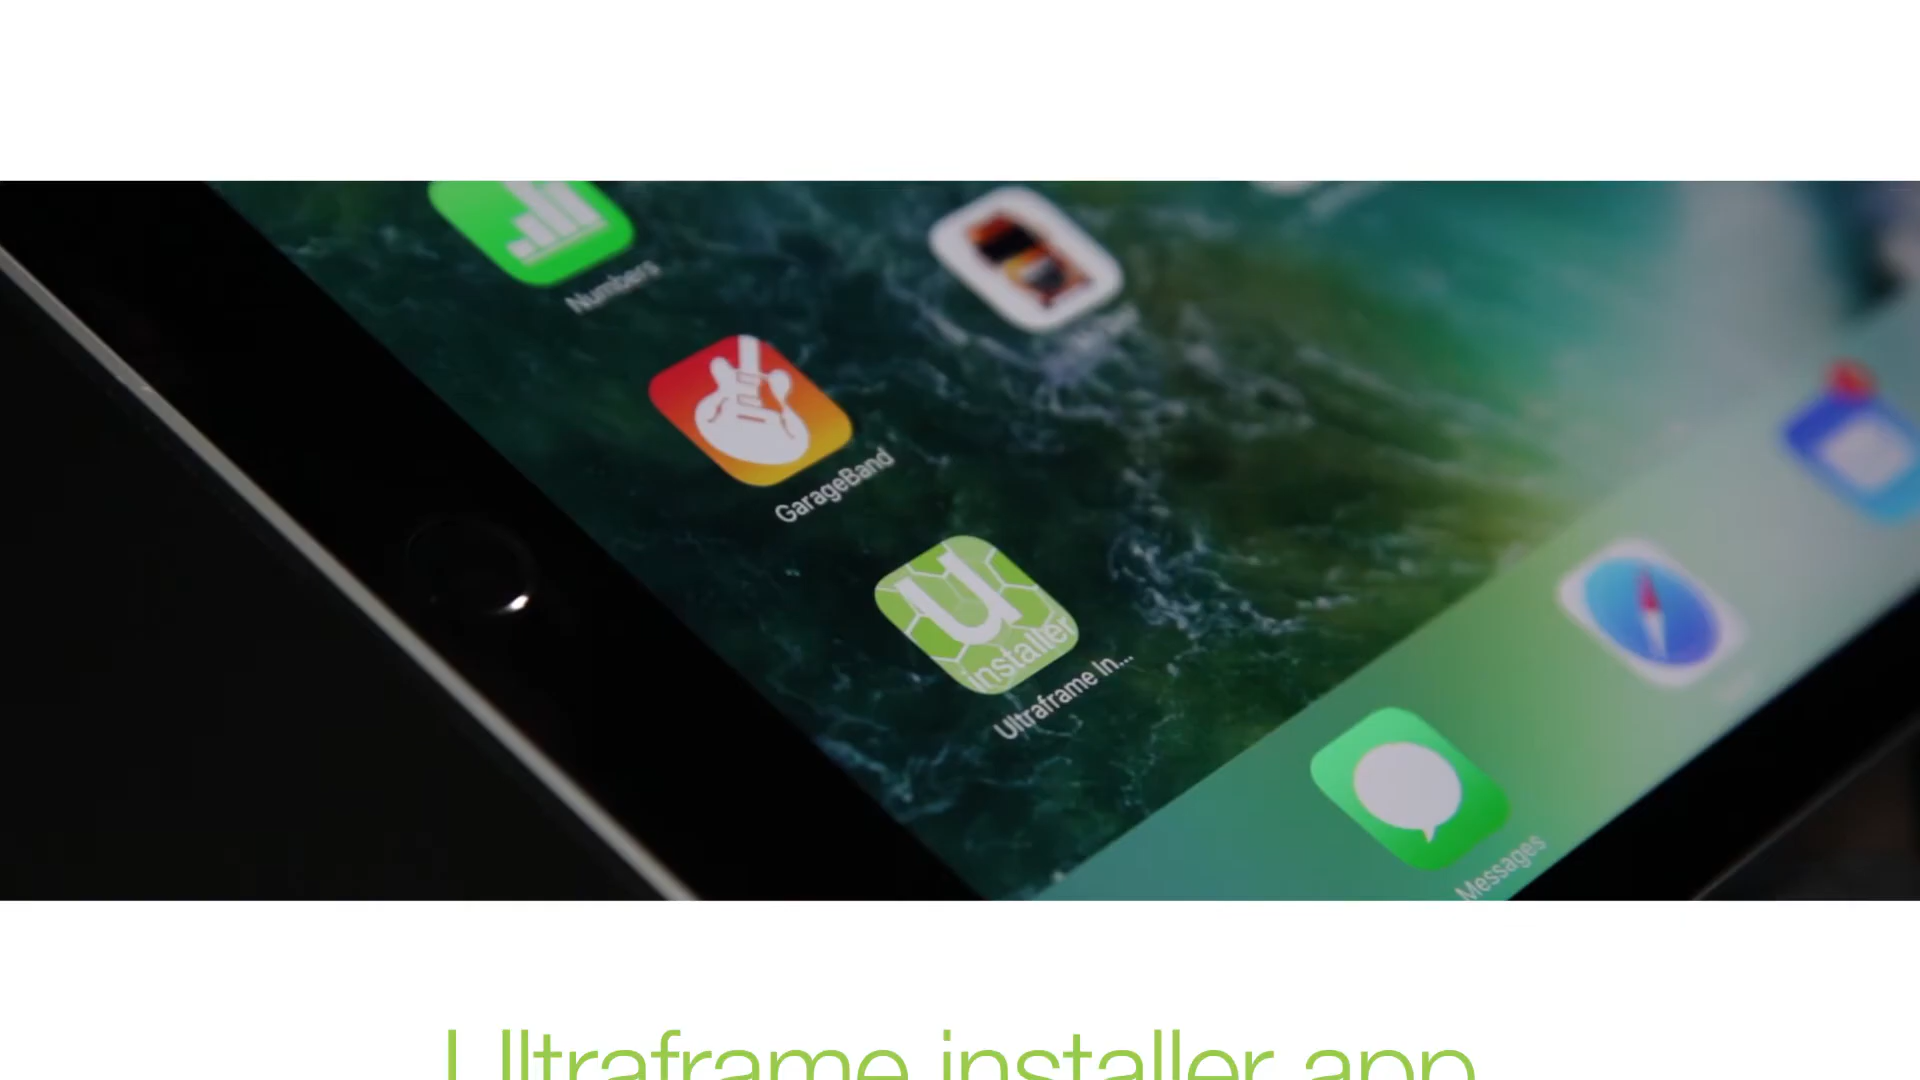 Numbers
GarageBand
u
installer
Ultraframe In...
Messages
Ultraframe installer app